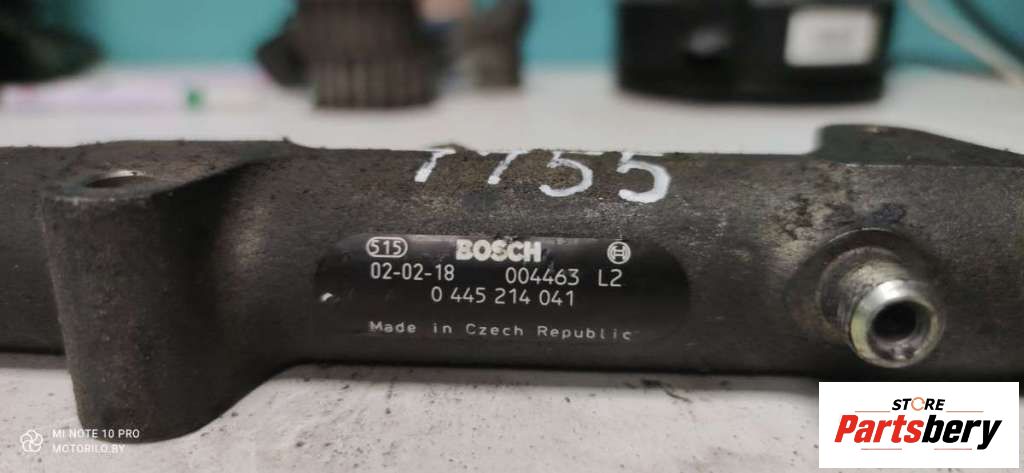 7755
515 BOSCH
02-02-18 004463 L2
0 445 214 041
Made in Czech Republic
MI NOTE 10 PRO
MOTORILO.BY
STORE
Partsbery